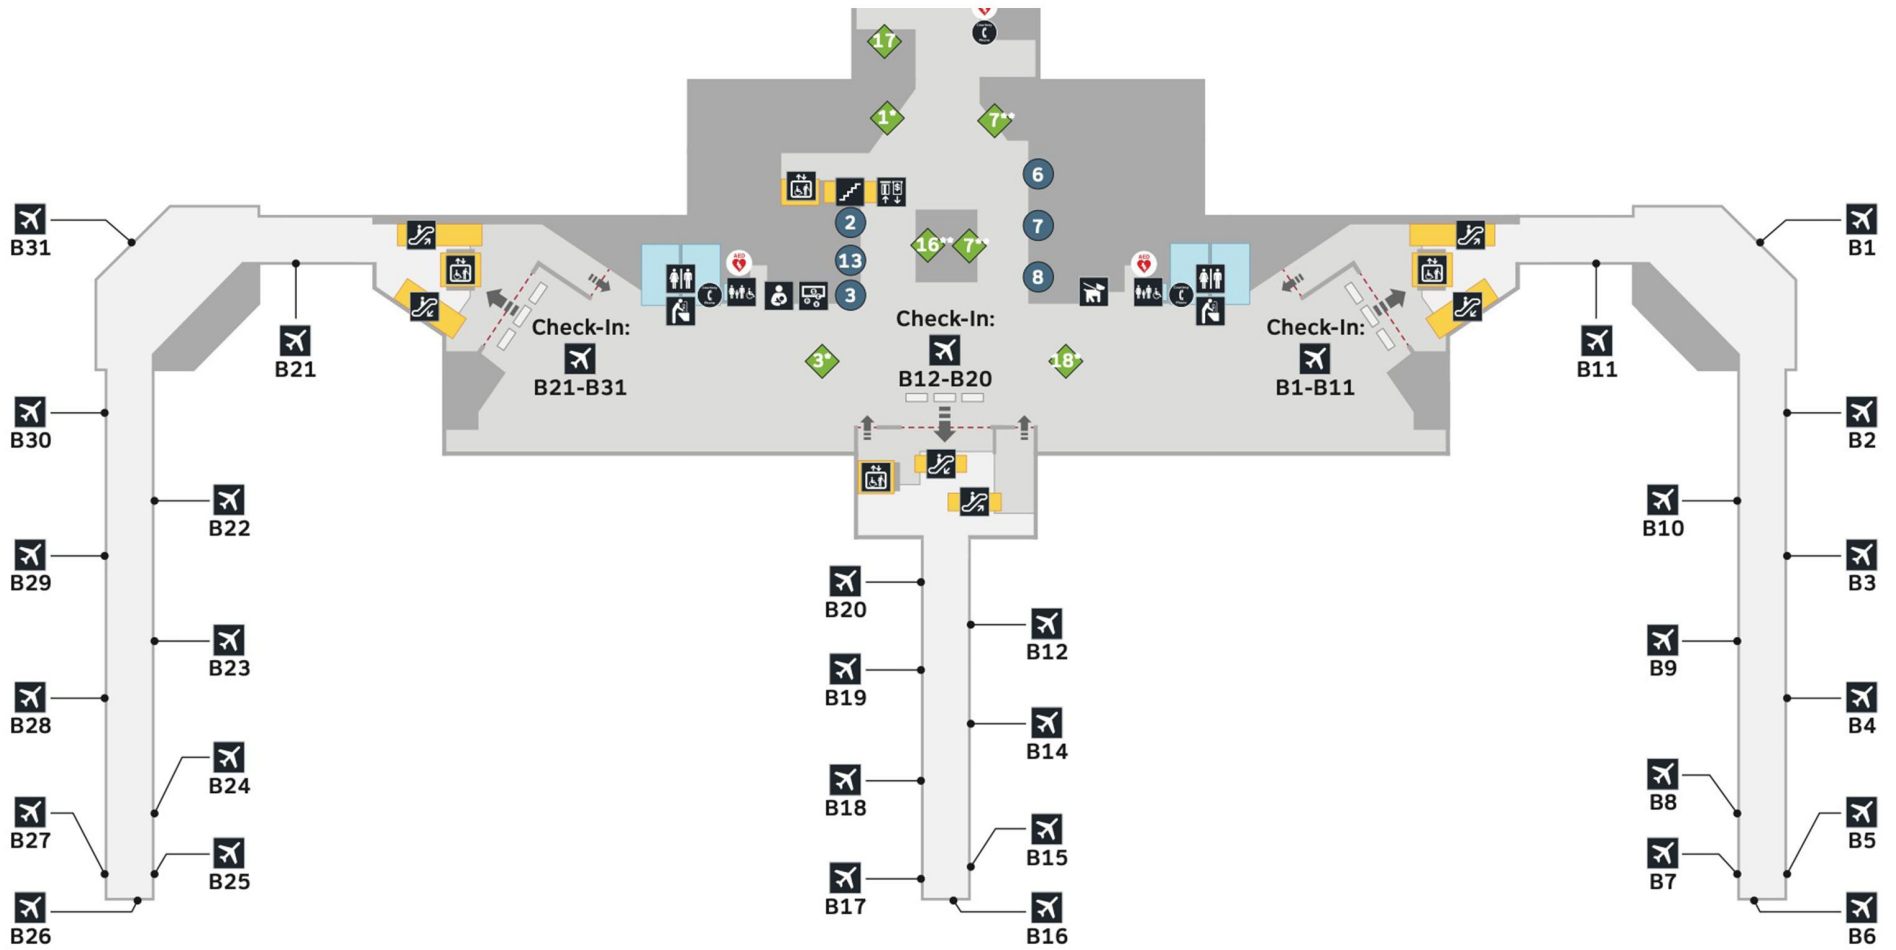 17
1*
7**
6
2
7
16**
7**
13
8
3
AED
AED
B31
B1
Check-In:
B21-B31
Check-In:
B12-B20
Check-In:
B1-B11
3*
18*
B21
B11
B30
B2
B22
B10
B29
B3
B20
B12
B23
B9
B19
B28
B4
B14
B24
B8
B18
B27
B5
B15
B25
B7
B17
B26
B16
B6